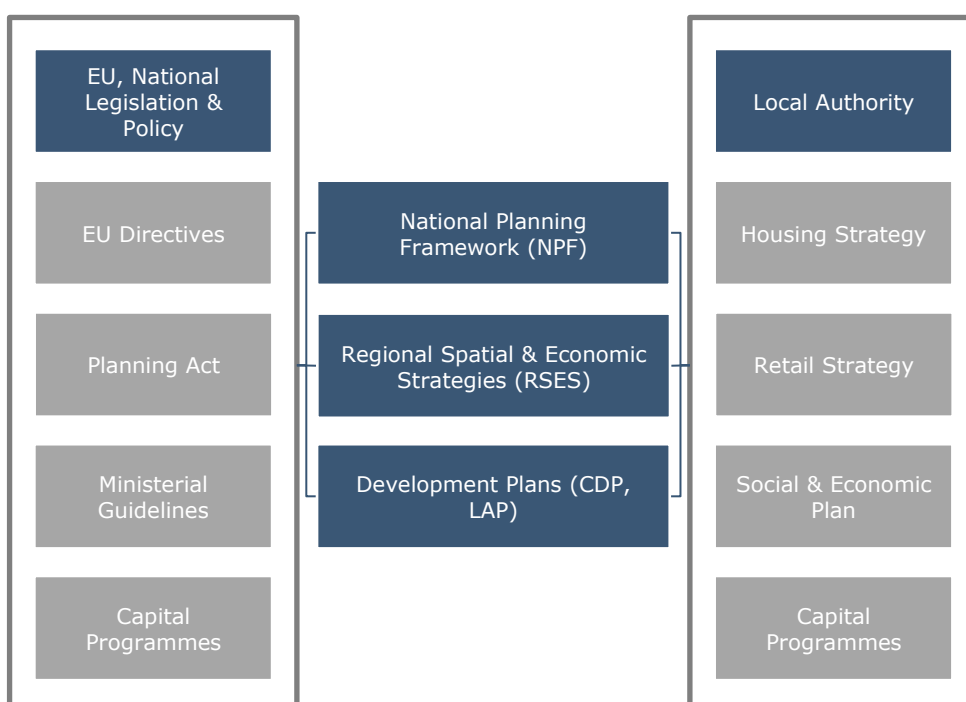 EU, National
Legislation &
Policy
EU Directives
Planning Act
Ministerial
Guidelines
Capital
Programmes
National Planning
Framework (NPF)
Regional Spatial & Economic
Strategies (RSES)
Development Plans (CDP,
LAP)
Local Authority
Housing Strategy
Retail Strategy
Social & Economic
Plan
Capital
Programmes